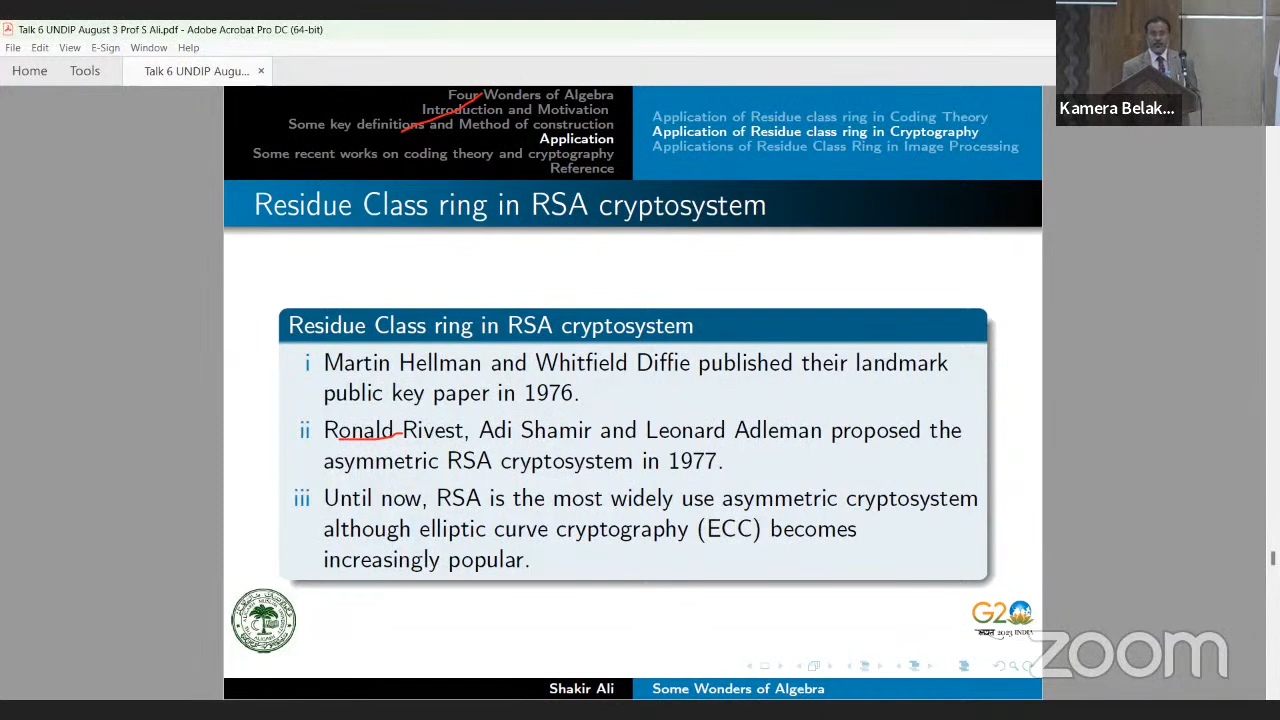 Talk 6 UNDIP August 3 Prof S Ali.pdf - Adobe Acrobat Pro DC (64-bit)
File Edit View E-Sign Window Help
Home Tools Talk 6 UNDIP Augu... ×
Four Wonders of Algebra
Introduction and Motivation
Some key definitions and Method of construction
Application
Some recent works on coding theory and cryptography
Reference
Application of Residue class ring in Coding Theory
Application of Residue class ring in Cryptography
Applications of Residue Class Ring in Image Processing
Kamera Belak...
Residue Class ring in RSA cryptosystem
Residue Class ring in RSA cryptosystem
i Martin Hellman and Whitfield Diffie published their landmark
public key paper in 1976.
ii Ronald Rivest, Adi Shamir and Leonard Adleman proposed the
asymmetric RSA cryptosystem in 1977.
iii Until now, RSA is the most widely use asymmetric cryptosystem
although elliptic curve cryptography (ECC) becomes
increasingly popular.
G20
भारत 2023 INDIA
zoom
Shakir Ali Some Wonders of Algebra